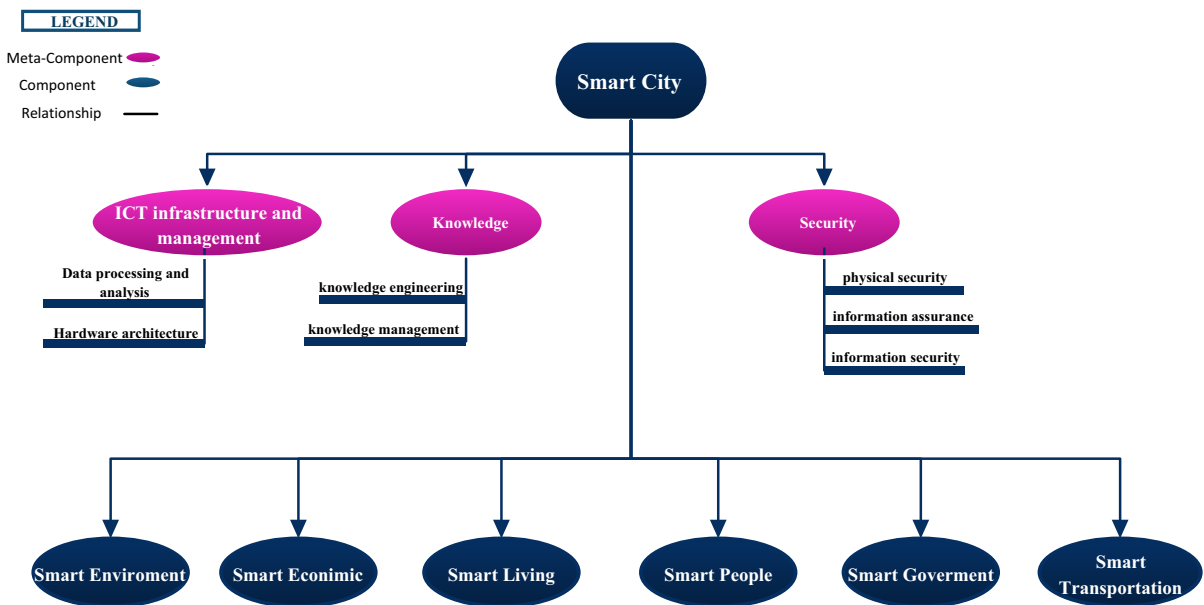 LEGEND
Meta-Component
Component
Relationship
Smart City
ICT infrastructure and
management
Knowledge
Security
Data processing and
analysis
Hardware architecture
knowledge engineering
knowledge management
physical security
information assurance
information security
Smart Enviroment
Smart Econimic
Smart Living
Smart People
Smart Goverment
Smart
Transportation